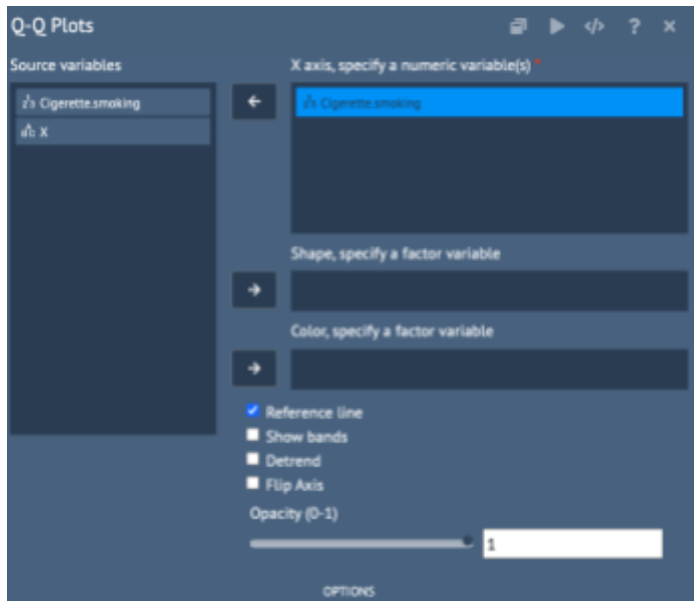 Q-Q Plots
</> ? ×
Source variables
X axis, specify a numeric variable(s) *
Cigerette.smoking
X
Cigerette.smoking
Shape, specify a factor variable
Color, specify a factor variable
Reference line
Show bands
Detrend
Flip Axis
Opacity (0-1)
1
OPTIONS